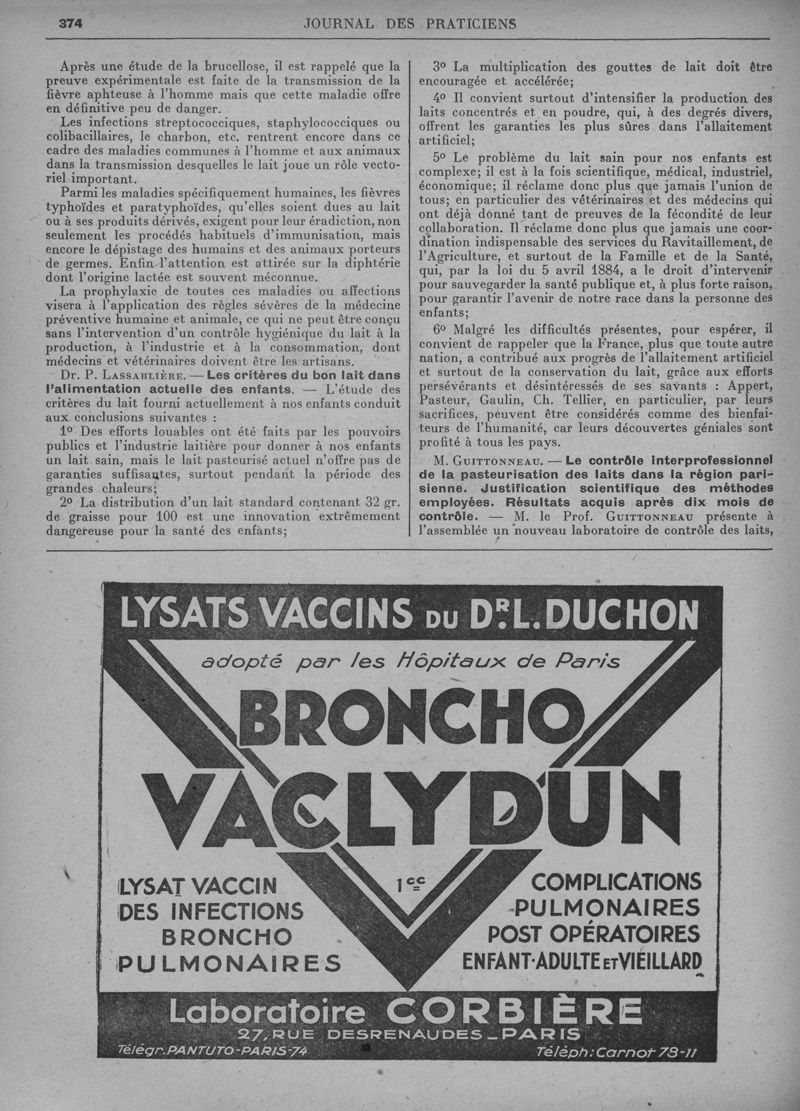 374
JOURNAL DES PRATICIENS
Après une étude de la brucellose, il est rappelé que la
preuve expérimentale est faite de la transmission de la
fièvre aphteuse à l'homme mais que cette maladie offre
en définitive peu de danger.
Les infections streptococciques, staphylococciques ou
colibacillaires, le charbon, etc. rentrent encore dans ce
cadre des maladies communes à l'homme et aux animaux
dans la transmission desquelles le lait joue un rôle vecto-
riel important.
Parmi les maladies spécifiquement humaines, les fièvres
typhoïdes et paratyphoïdes, qu'elles soient dues au lait
ou à ses produits dérivés, exigent pour leur éradiction, non
seulement les procédés habituels d'immunisation, mais
encore le dépistage des humains et des animaux porteurs
de germes. Enfin l'attention est attirée sur la diphtérie
dont l'origine lactée est souvent méconnue.
La prophylaxie de toutes ces maladies ou affections
visera à l'application des règles sévères de la médecine
préventive humaine et animale, ce qui ne peut être conçu
sans l'intervention d'un contrôle hygiénique du lait à la
production, à l'industrie et à la consommation, dont
médecins et vétérinaires doivent être les artisans.
Dr. P. LASSABLIÈRE. — Les critères du bon lait dans
l'alimentation actuelle des enfants. — L'étude des
critères du lait fourni actuellement à nos enfants conduit
aux conclusions suivantes :
1º Des efforts louables ont été faits par les pouvoirs
publics et l'industrie laitière pour donner à nos enfants
un lait sain, mais le lait pasteurisé actuel n'offre pas de
garanties suffisantes, surtout pendant la période des
grandes chaleurs;
2º La distribution d'un lait standard contenant 32 gr.
de graisse pour 100 est une innovation extrêmement
dangereuse pour la santé des enfants;
3º La multiplication des gouttes de lait doit être
encouragée et accélérée;
4º Il convient surtout d'intensifier la production des
laits concentrés et en poudre, qui, à des degrés divers,
offrent les garanties les plus sûres dans l'allaitement
artificiel;
5º Le problème du lait sain pour nos enfants est
complexe; il est à la fois scientifique, médical, industriel,
économique; il réclame donc plus que jamais l'union de
tous; en particulier des vétérinaires et des médecins qui
ont déjà donné tant de preuves de la fécondité de leur
collaboration. Il réclame donc plus que jamais une coor-
dination indispensable des services du Ravitaillement, de
l'Agriculture, et surtout de la Famille et de la Santé,
qui, par la loi du 5 avril 1884, a le droit d'intervenir
pour sauvegarder la santé publique et, à plus forte raison,
pour garantir l'avenir de notre race dans la personne des
enfants;
6º Malgré les difficultés présentes, pour espérer, il
convient de rappeler que la France, plus que toute autre
nation, a contribué aux progrès de l'allaitement artificiel
et surtout de la conservation du lait, grâce aux efforts
persévérants et désintéressés de ses savants : Appert,
Pasteur, Gaulin, Ch. Tellier, en particulier, par leurs
sacrifices, peuvent être considérés comme des bienfai-
teurs de l'humanité, car leurs découvertes géniales sont
profité à tous les pays.
M. GUITTONNEAU. — Le contrôle interprofessionnel
de la pasteurisation des laits dans la région pari-
sienne. Justification scientifique des méthodes
employées. Résultats acquis après dix mois de
contrôle. — M. le Prof. GUITTONNEAU présente à
l'assemblée un nouveau laboratoire de contrôle des laits,
LYSATS VACCINS DU DR. L. DUCHON
adopté par les Hôpitaux de Paris
BRONCHO
VACLYDUN
1cc
LYSAT VACCIN
DES INFECTIONS
BRONCHO
PULMONAIRES
COMPLICATIONS
PULMONAIRES
POST OPÉRATOIRES
ENFANT·ADULTE ET VIEILLARD
Laboratoire CORBIÈRE
27, RUE DESRENAUDES - PARIS
Télégr. PANTUTO-PARIS-74
Téléph: Carnot 78-11